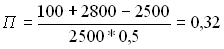 П = (100 + 2800 − 2500) / (2500 * 0,5) = 0,32